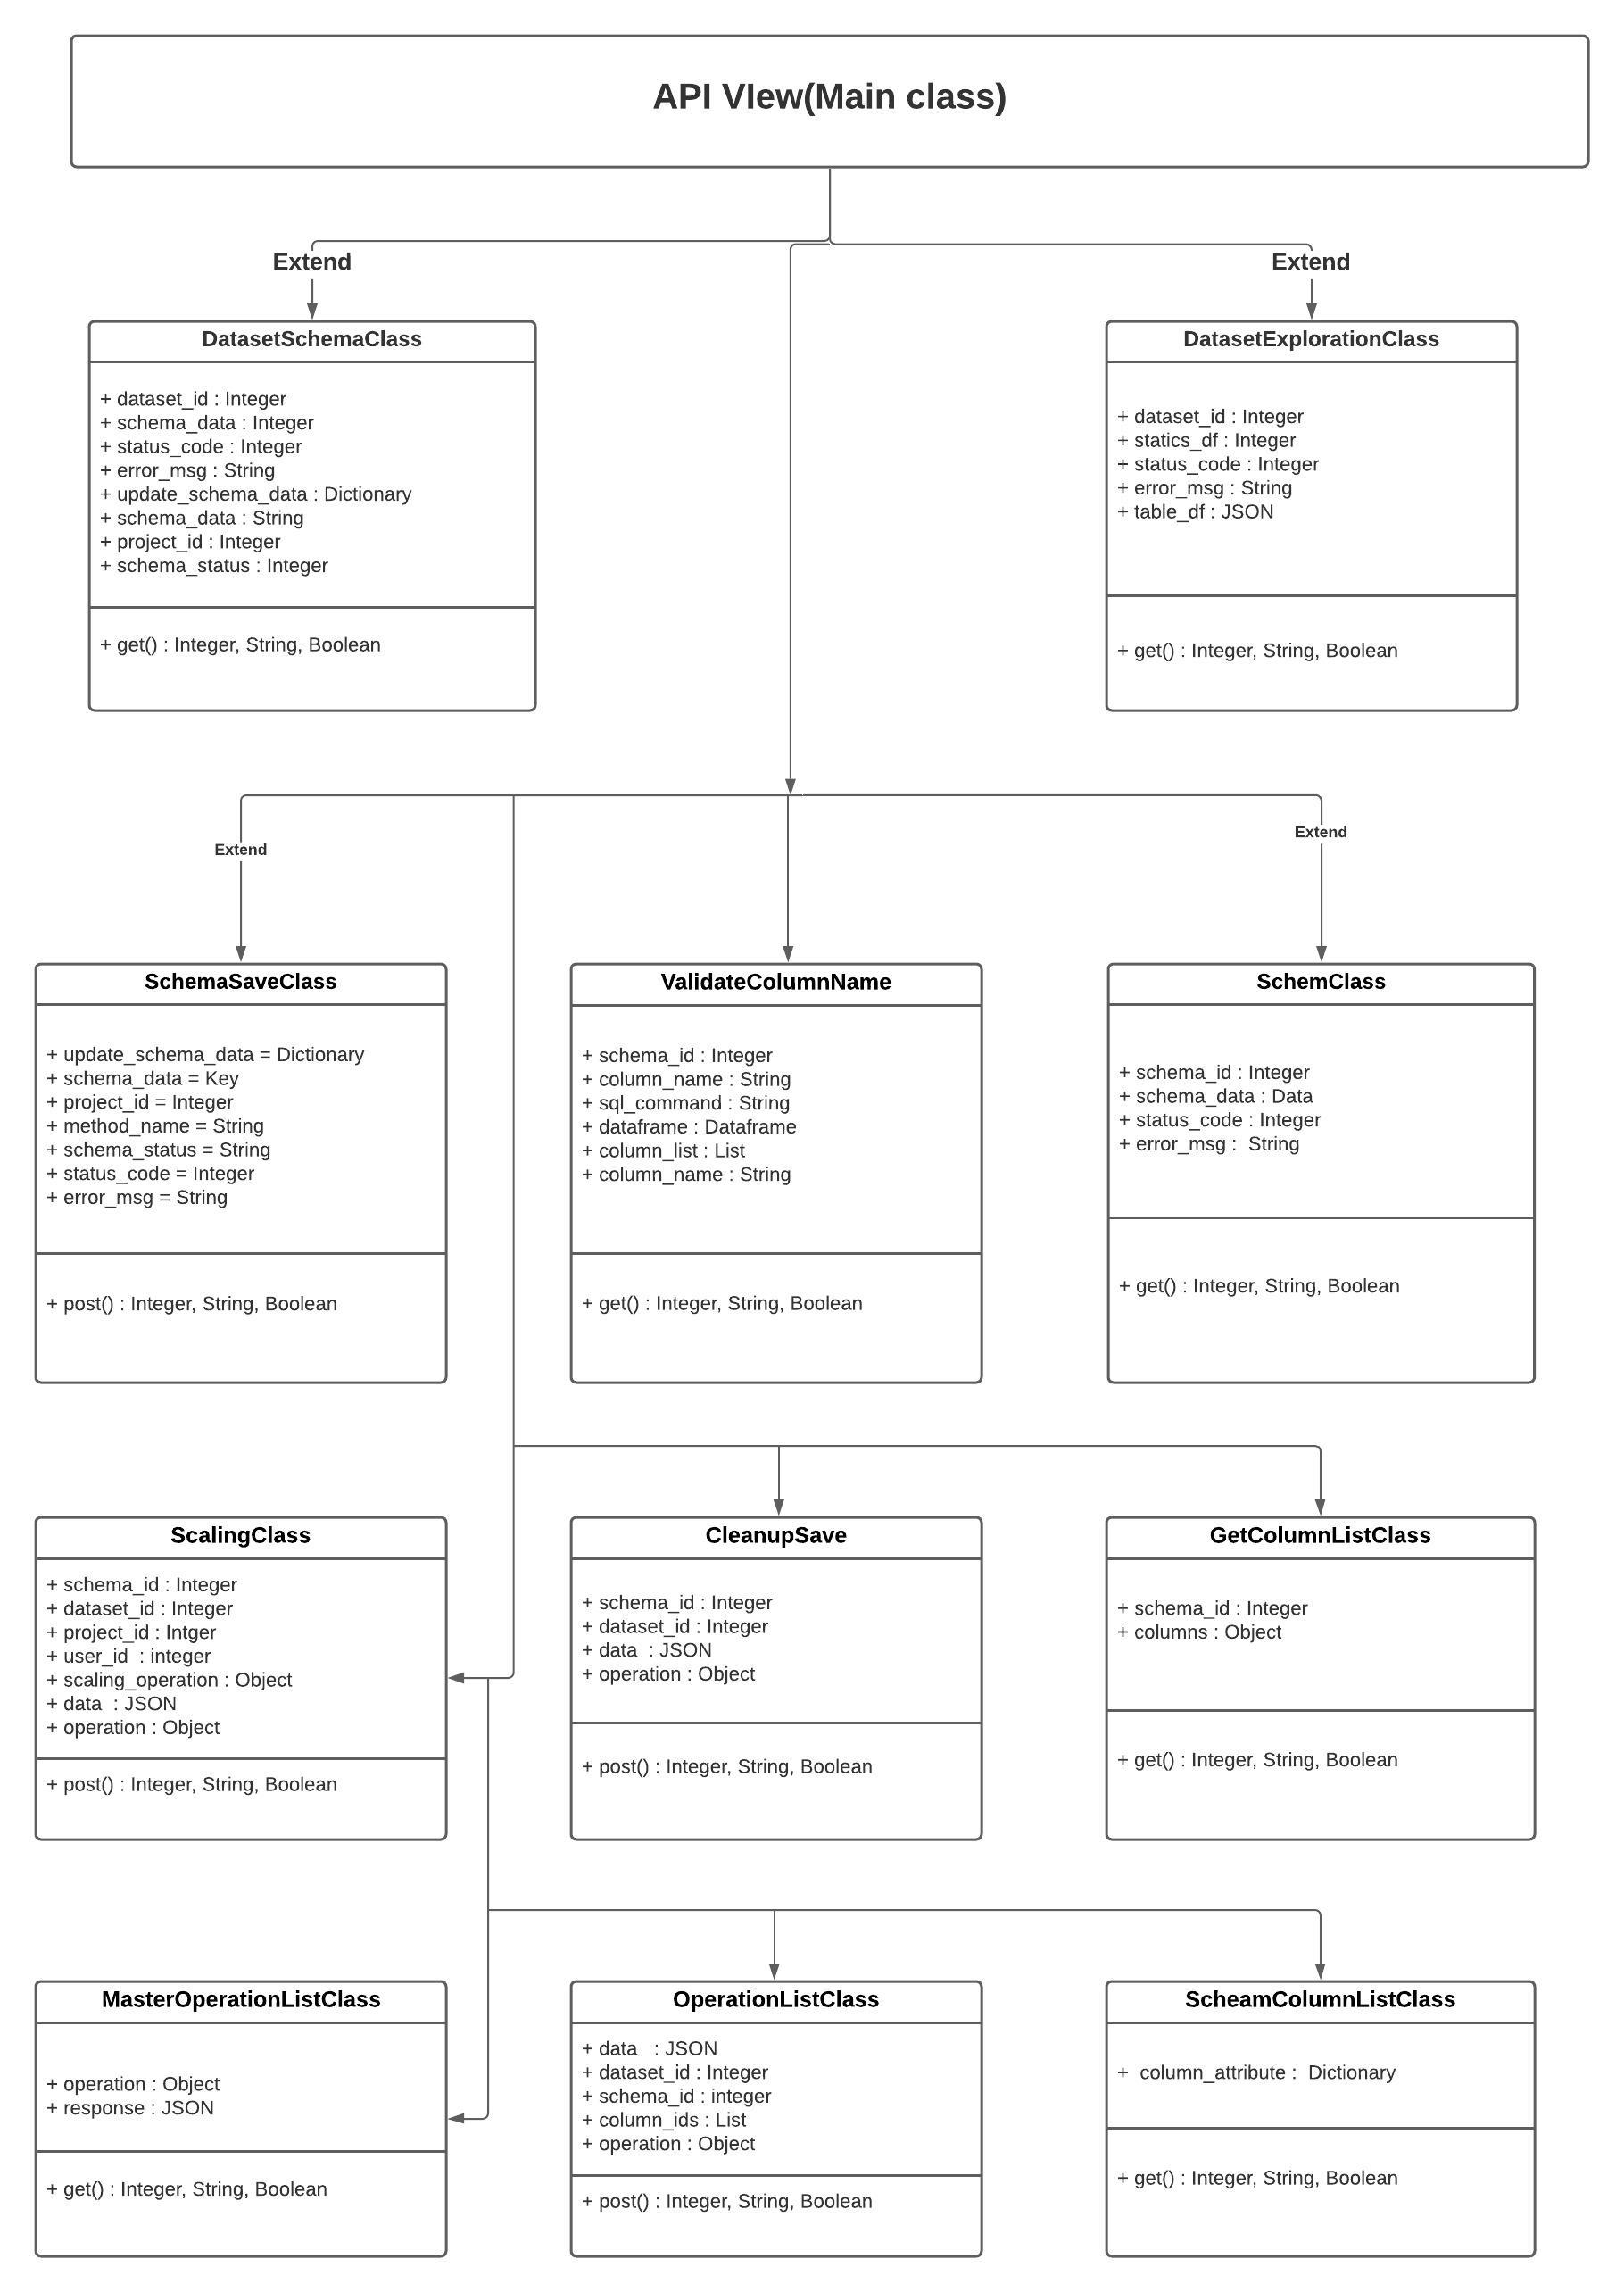 API VIew(Main class)
Extend
Extend
DatasetSchemaClass
+ dataset_id : Integer
+ schema_data : Integer
+ status_code : Integer
+ error_msg : String
+ update_schema_data : Dictionary
+ schema_data : String
+ project_id : Integer
+ schema_status : Integer
+ get() : Integer, String, Boolean
DatasetExplorationClass
+ dataset_id : Integer
+ statics_df : Integer
+ status_code : Integer
+ error_msg : String
+ table_df : JSON
+ get() : Integer, String, Boolean
Extend
Extend
SchemaSaveClass
+ update_schema_data = Dictionary
+ schema_data = Key
+ project_id = Integer
+ method_name = String
+ schema_status = String
+ status_code = Integer
+ error_msg = String
+ post() : Integer, String, Boolean
ValidateColumnName
+ schema_id : Integer
+ column_name : String
+ sql_command : String
+ dataframe : Dataframe
+ column_list : List
+ column_name : String
+ get() : Integer, String, Boolean
SchemClass
+ schema_id : Integer
+ schema_data : Data
+ status_code : Integer
+ error_msg :  String
+ get() : Integer, String, Boolean
ScalingClass
+ schema_id : Integer
+ dataset_id : Integer
+ project_id : Intger
+ user_id  : integer
+ scaling_operation : Object
+ data  : JSON
+ operation : Object
+ post() : Integer, String, Boolean
CleanupSave
+ schema_id : Integer
+ dataset_id : Integer
+ data  : JSON
+ operation : Object
+ post() : Integer, String, Boolean
GetColumnListClass
+ schema_id : Integer
+ columns : Object
+ get() : Integer, String, Boolean
MasterOperationListClass
+ operation : Object
+ response : JSON
+ get() : Integer, String, Boolean
OperationListClass
+ data   : JSON
+ dataset_id : Integer
+ schema_id : integer
+ column_ids : List
+ operation : Object
+ post() : Integer, String, Boolean
ScheamColumnListClass
+  column_attribute :  Dictionary
+ get() : Integer, String, Boolean